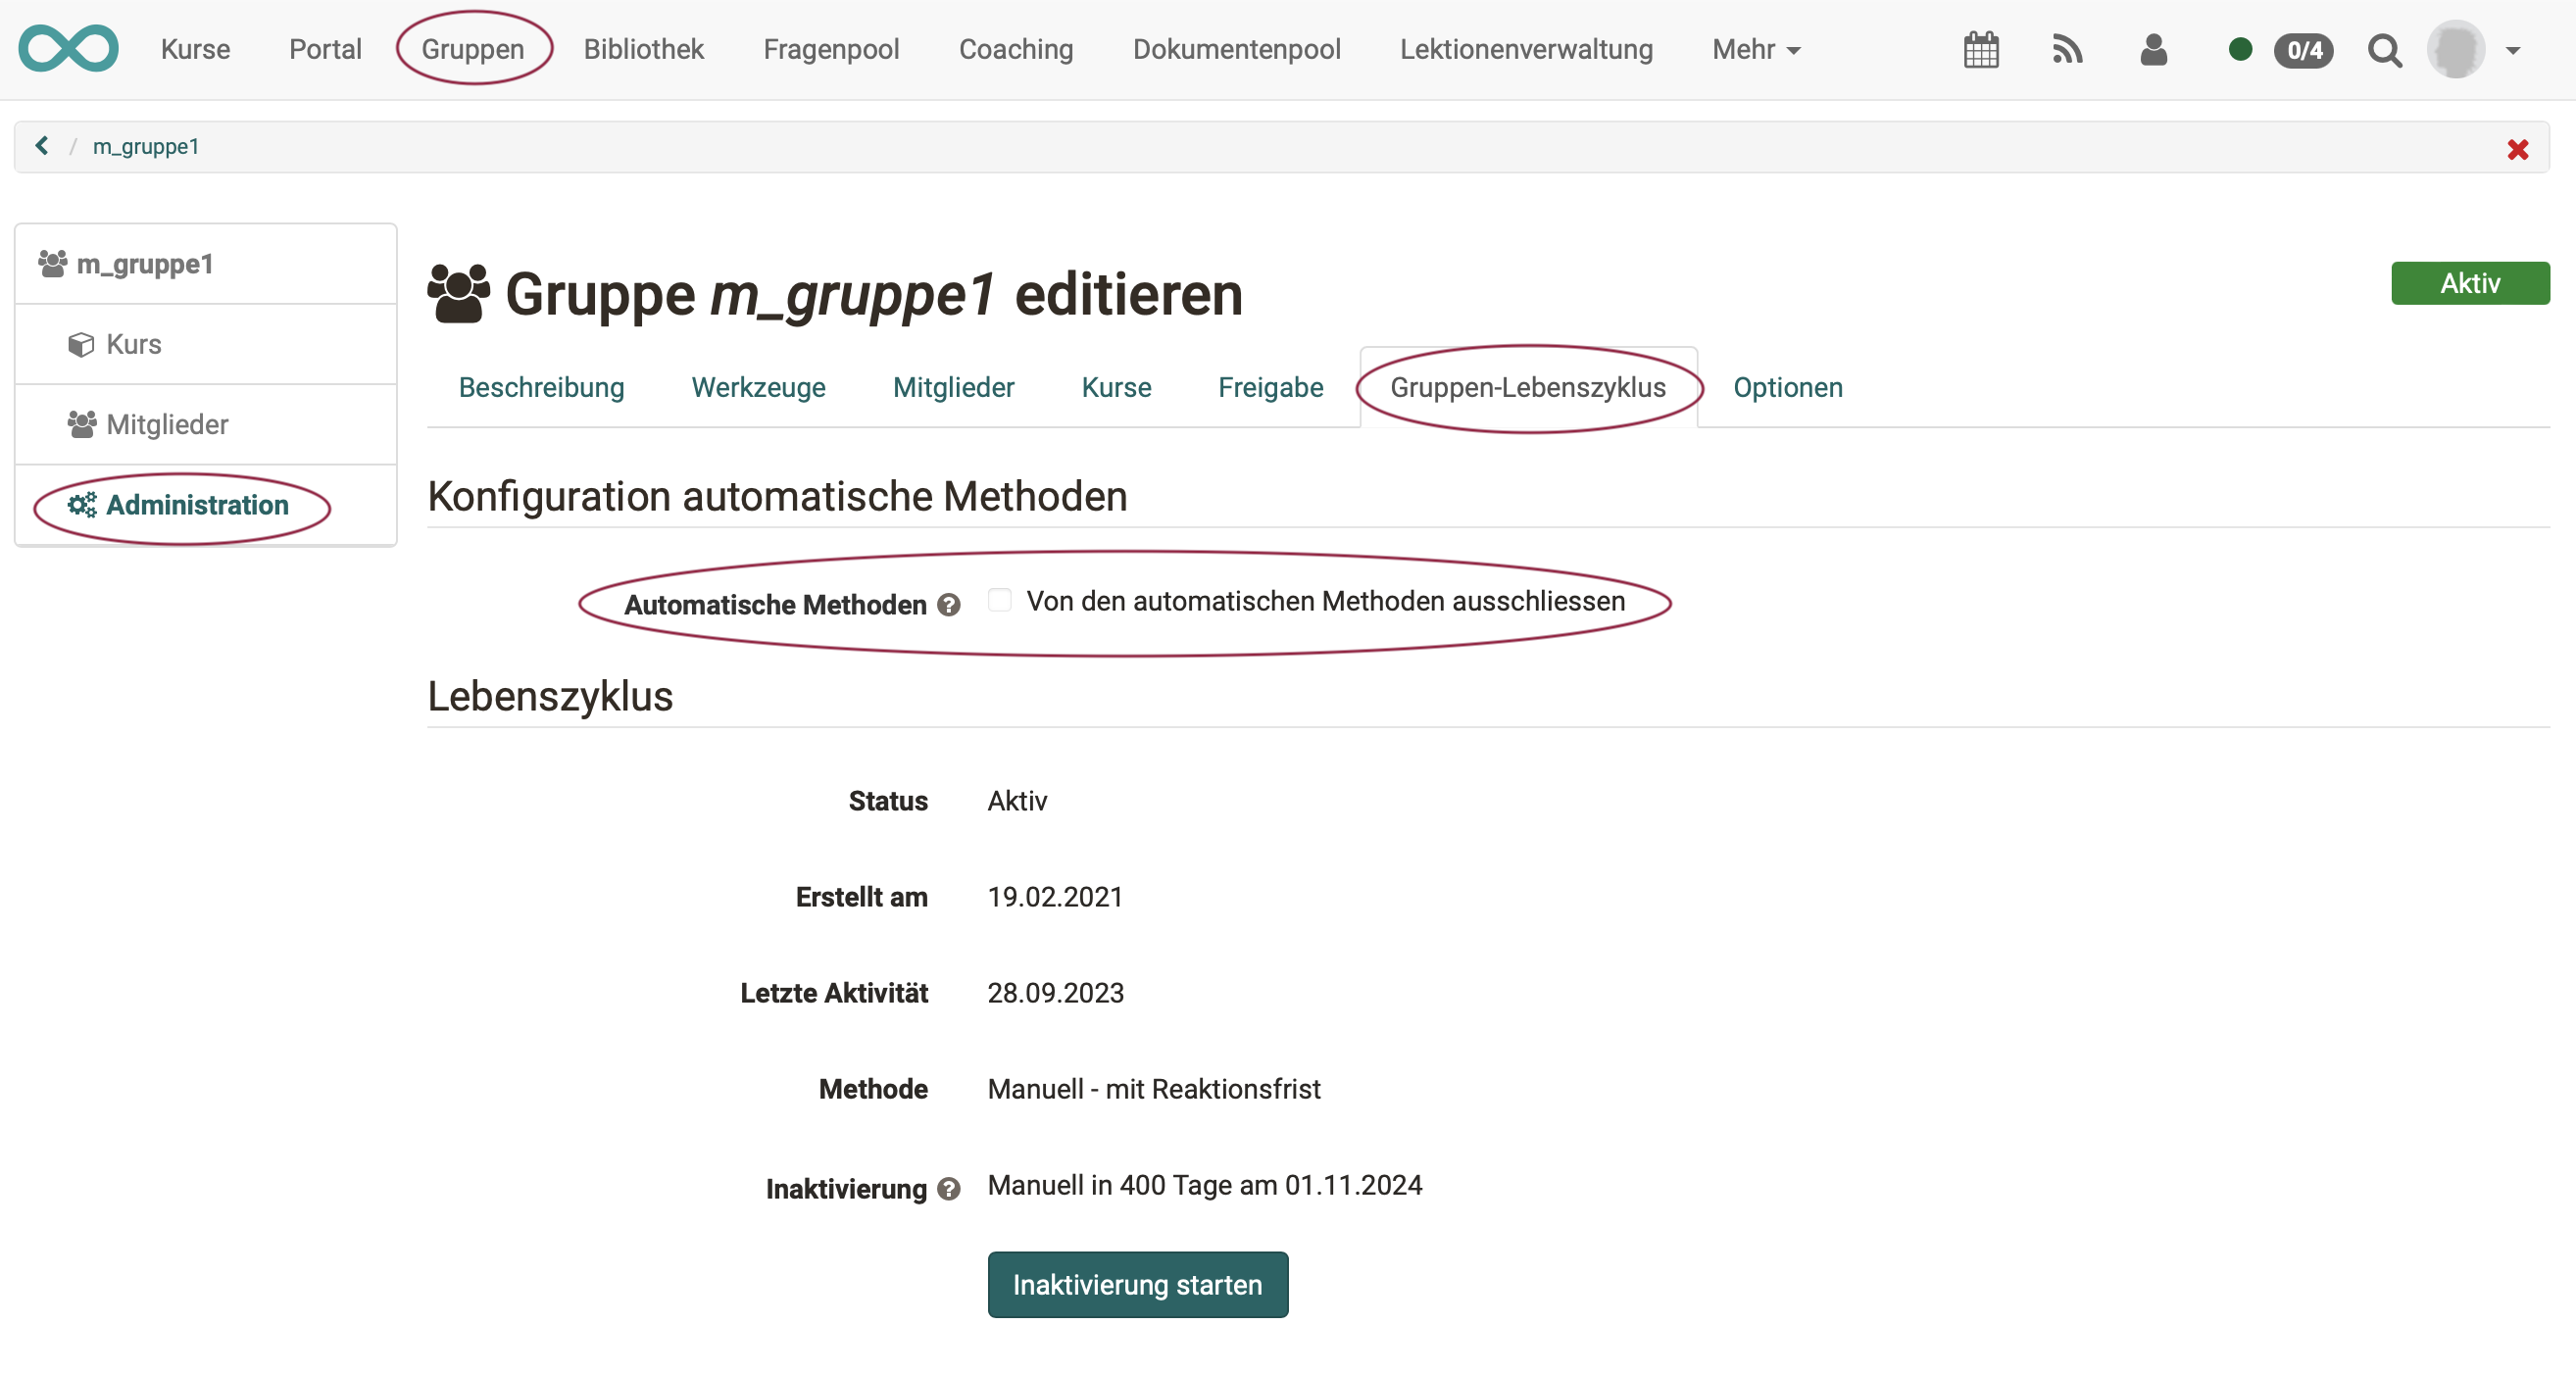 Kurse Portal Gruppen Bibliothek Fragenpool Coaching Dokumentenpool Lektionenverwaltung Mehr 0/4
/ m_gruppe1
m_gruppe1
Kurs
Mitglieder
Administration
Gruppe m_gruppe1 editieren
Aktiv
Beschreibung Werkzeuge Mitglieder Kurse Freigabe Gruppen-Lebenszyklus Optionen
Konfiguration automatische Methoden
Automatische Methoden ? Von den automatischen Methoden ausschliessen
Lebenszyklus
Status Aktiv
Erstellt am 19.02.2021
Letzte Aktivität 28.09.2023
Methode Manuell - mit Reaktionsfrist
Inaktivierung ? Manuell in 400 Tage am 01.11.2024
Inaktivierung starten